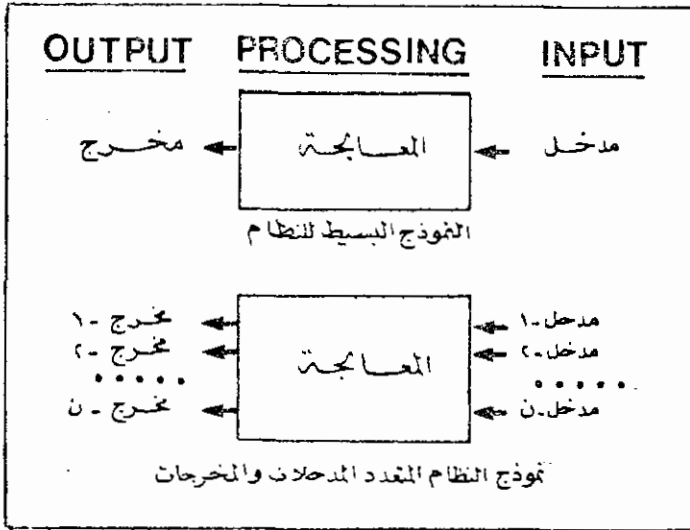 OUTPUT PROCESSING INPUT
مدخل المعالجة مخرج
النموذج البسيط للنظام
مدخل-١ مخرج-١
مدخل-٢ مخرج-٢
المعالجة
.....  .....
مدخل-ن مخرج-ن
نموذج النظام المتعدد المدخلات والمخرجات